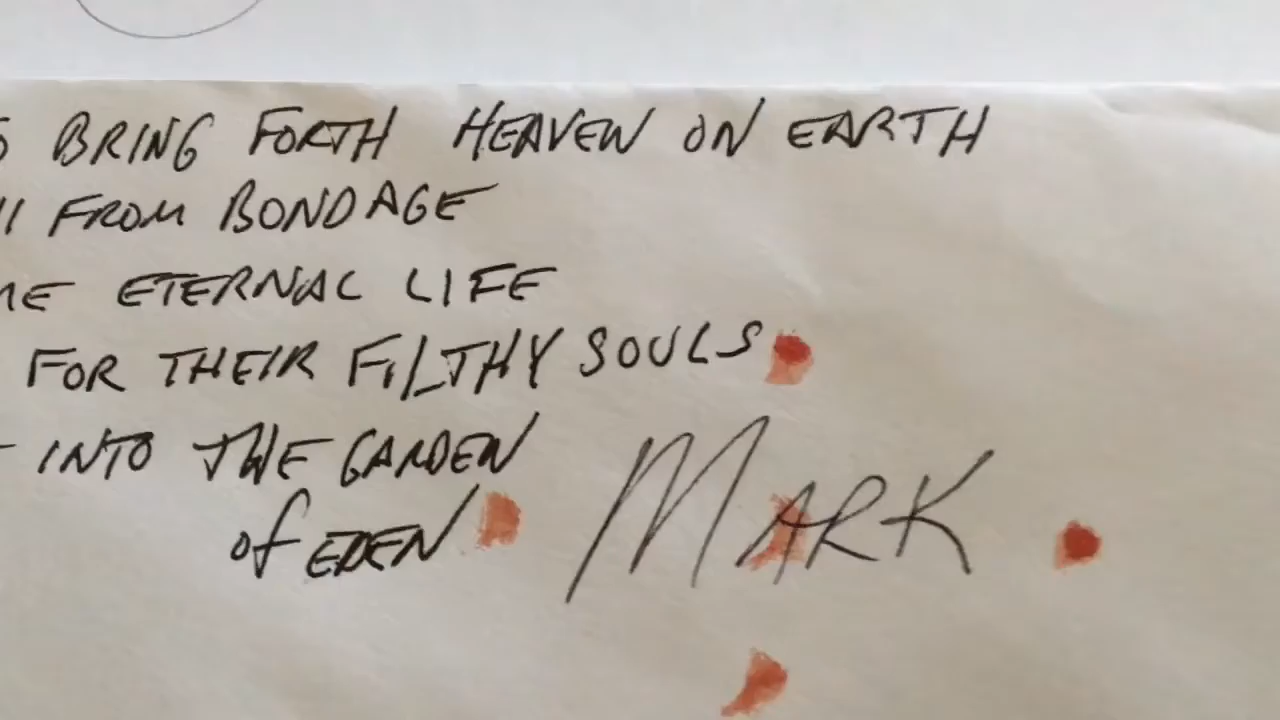 BRING FORTH HEAVEN ON EARTH
FROM BONDAGE
ETERNAL LIFE
FOR THEIR FILTHY SOULS
INTO THE GARDEN
of EDEN
MARK